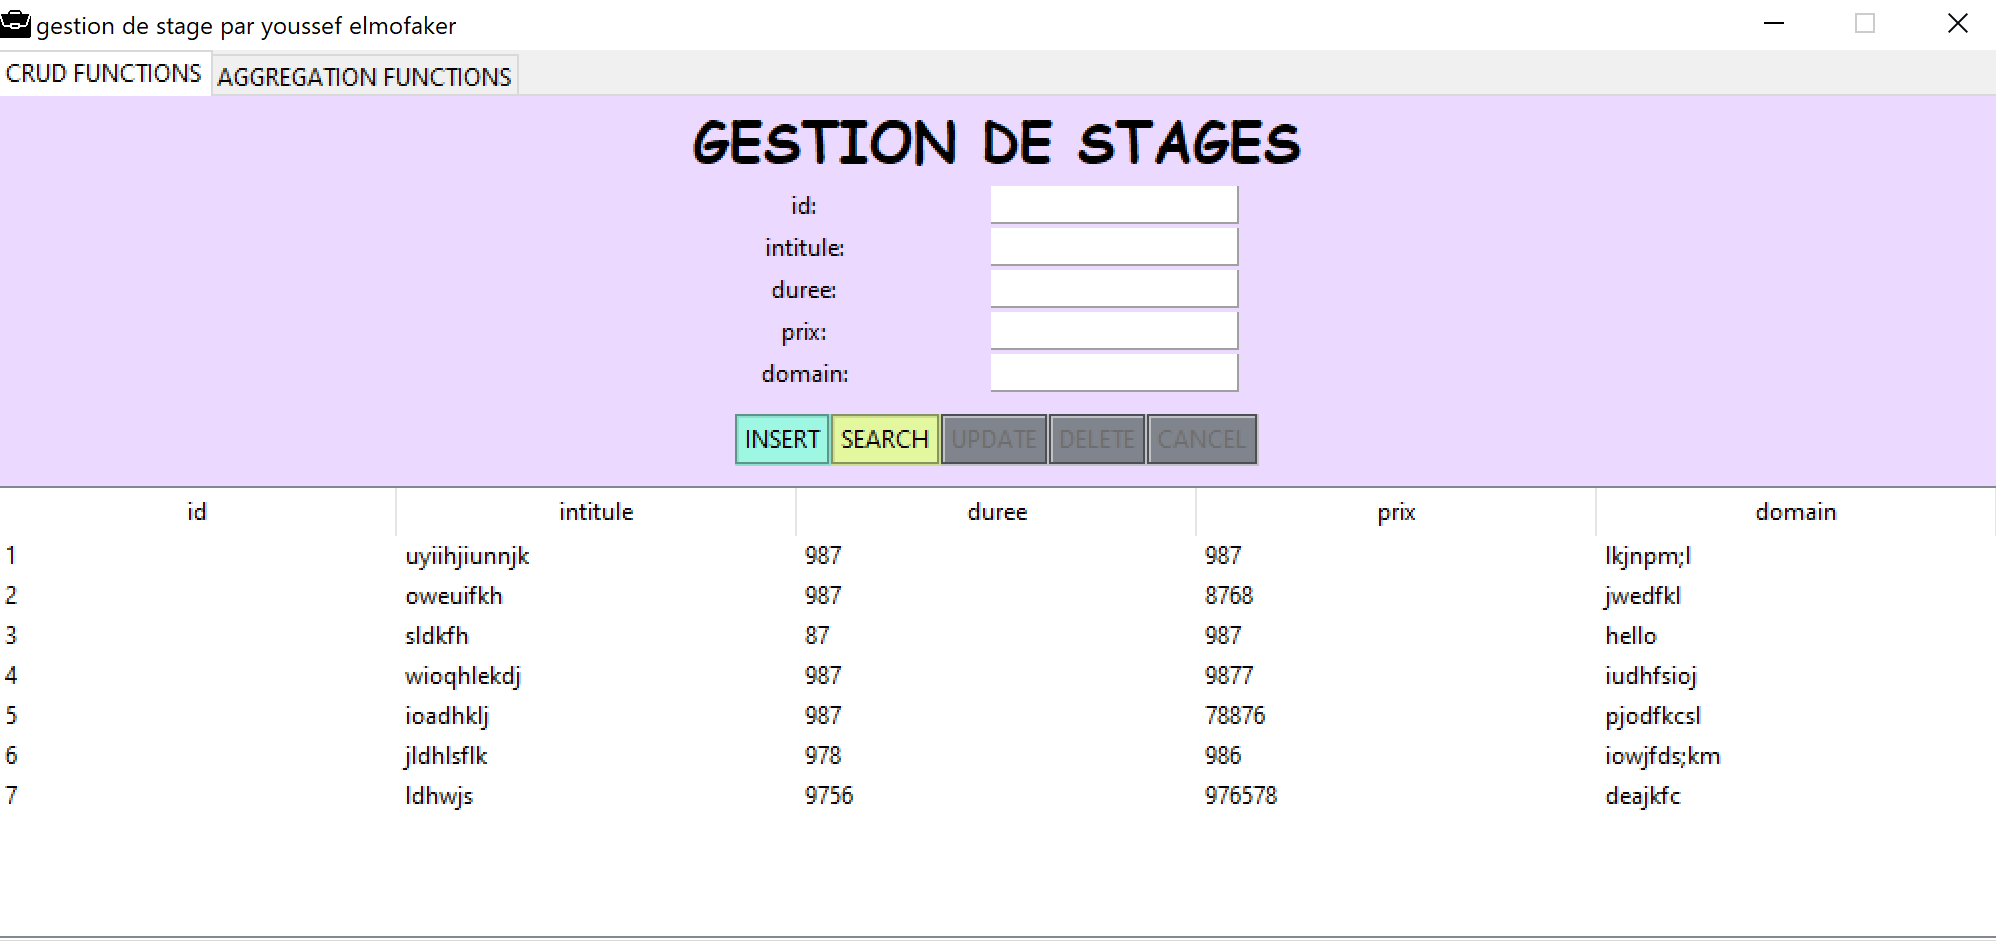 gestion de stage par youssef elmofaker
CRUD FUNCTIONS AGGREGATION FUNCTIONS
GESTION DE STAGES
id:
intitule:
duree:
prix:
domain:
INSERT SEARCH UPDATE DELETE CANCEL
id intitule duree prix domain
1 uyiihjiunnjk 987 987 lkjnpm;l
2 oweuifkh 987 8768 jwedfkl
3 sldkfh 87 987 hello
4 wioqhlekdj 987 9877 iudhfsioj
5 ioadhklj 987 78876 pjodfkcsl
6 jldhlsflk 978 986 iowjfds;km
7 ldhwjs 9756 976578 deajkfc